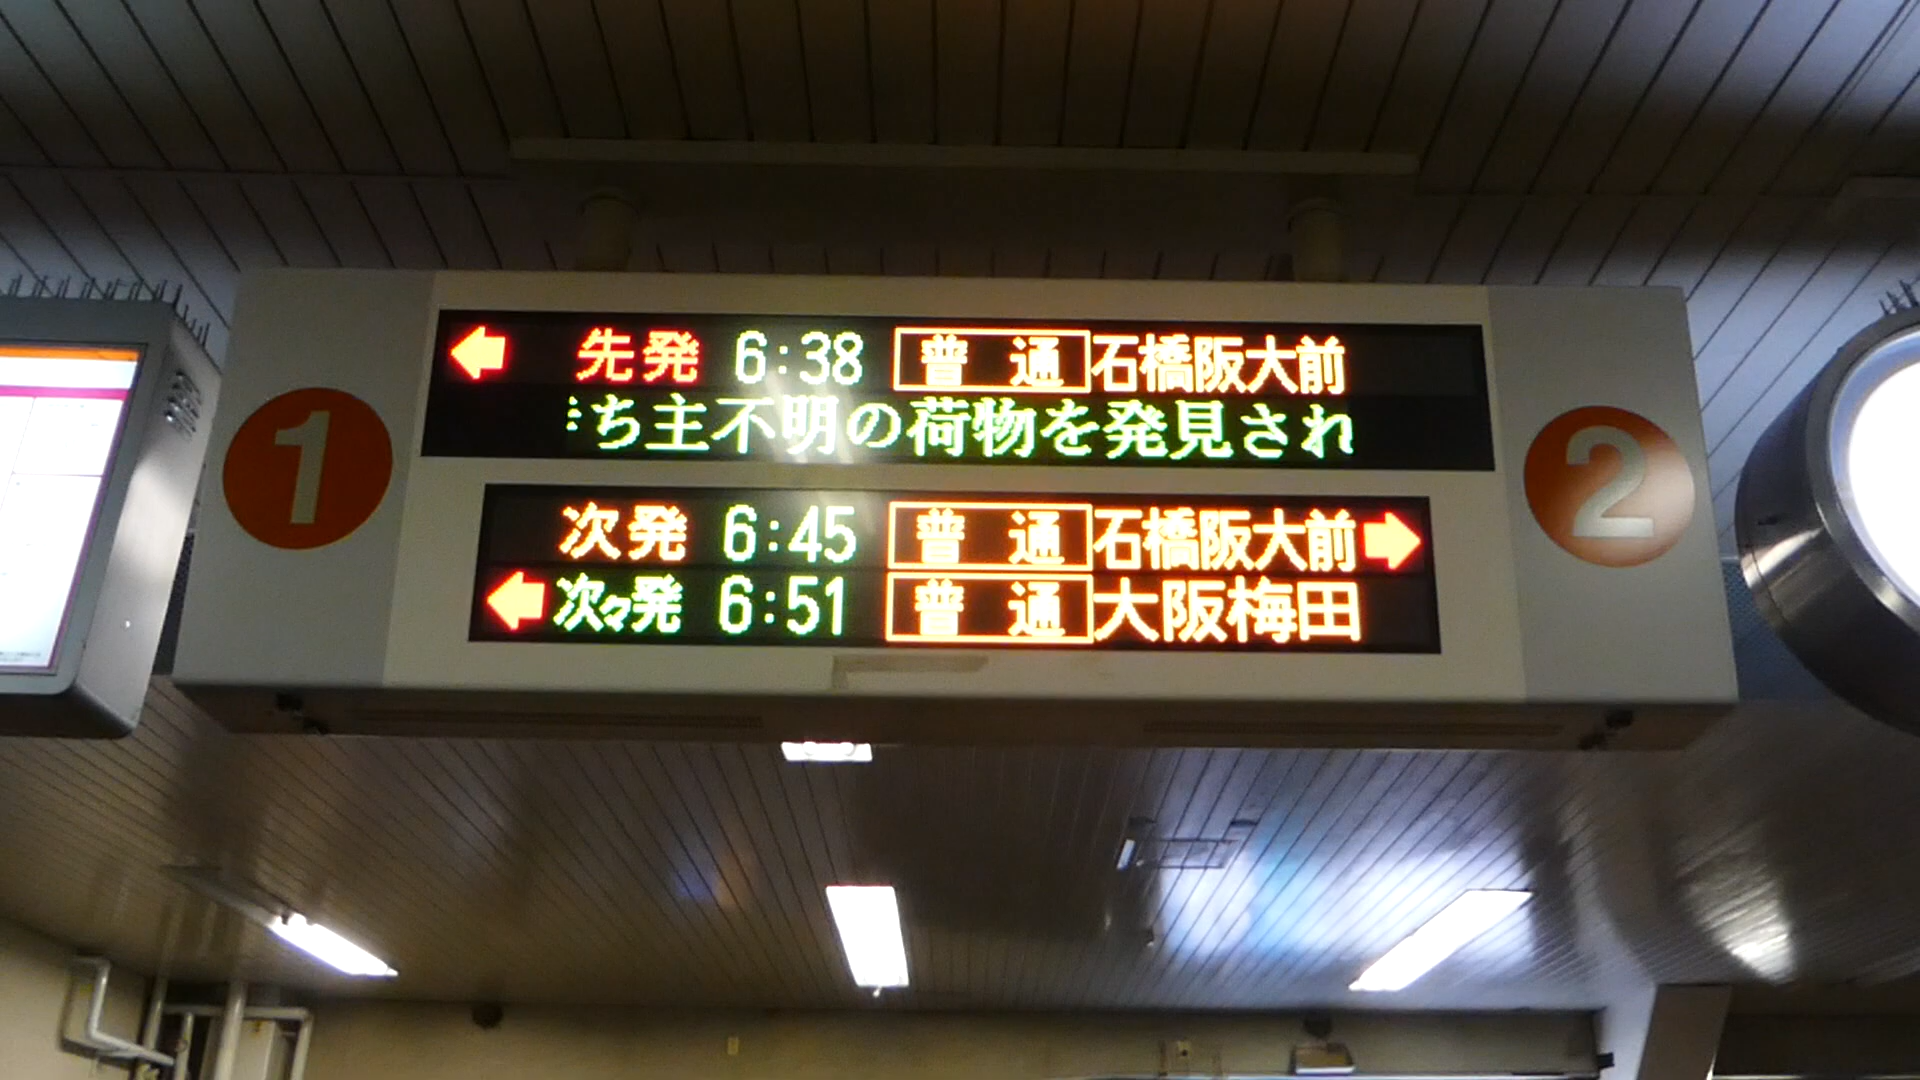 1
先発 6:38 普通 石橋阪大前
ち主不明の荷物を発見され
次発 6:45 普通 石橋阪大前
次々発 6:51 普通 大阪梅田
2